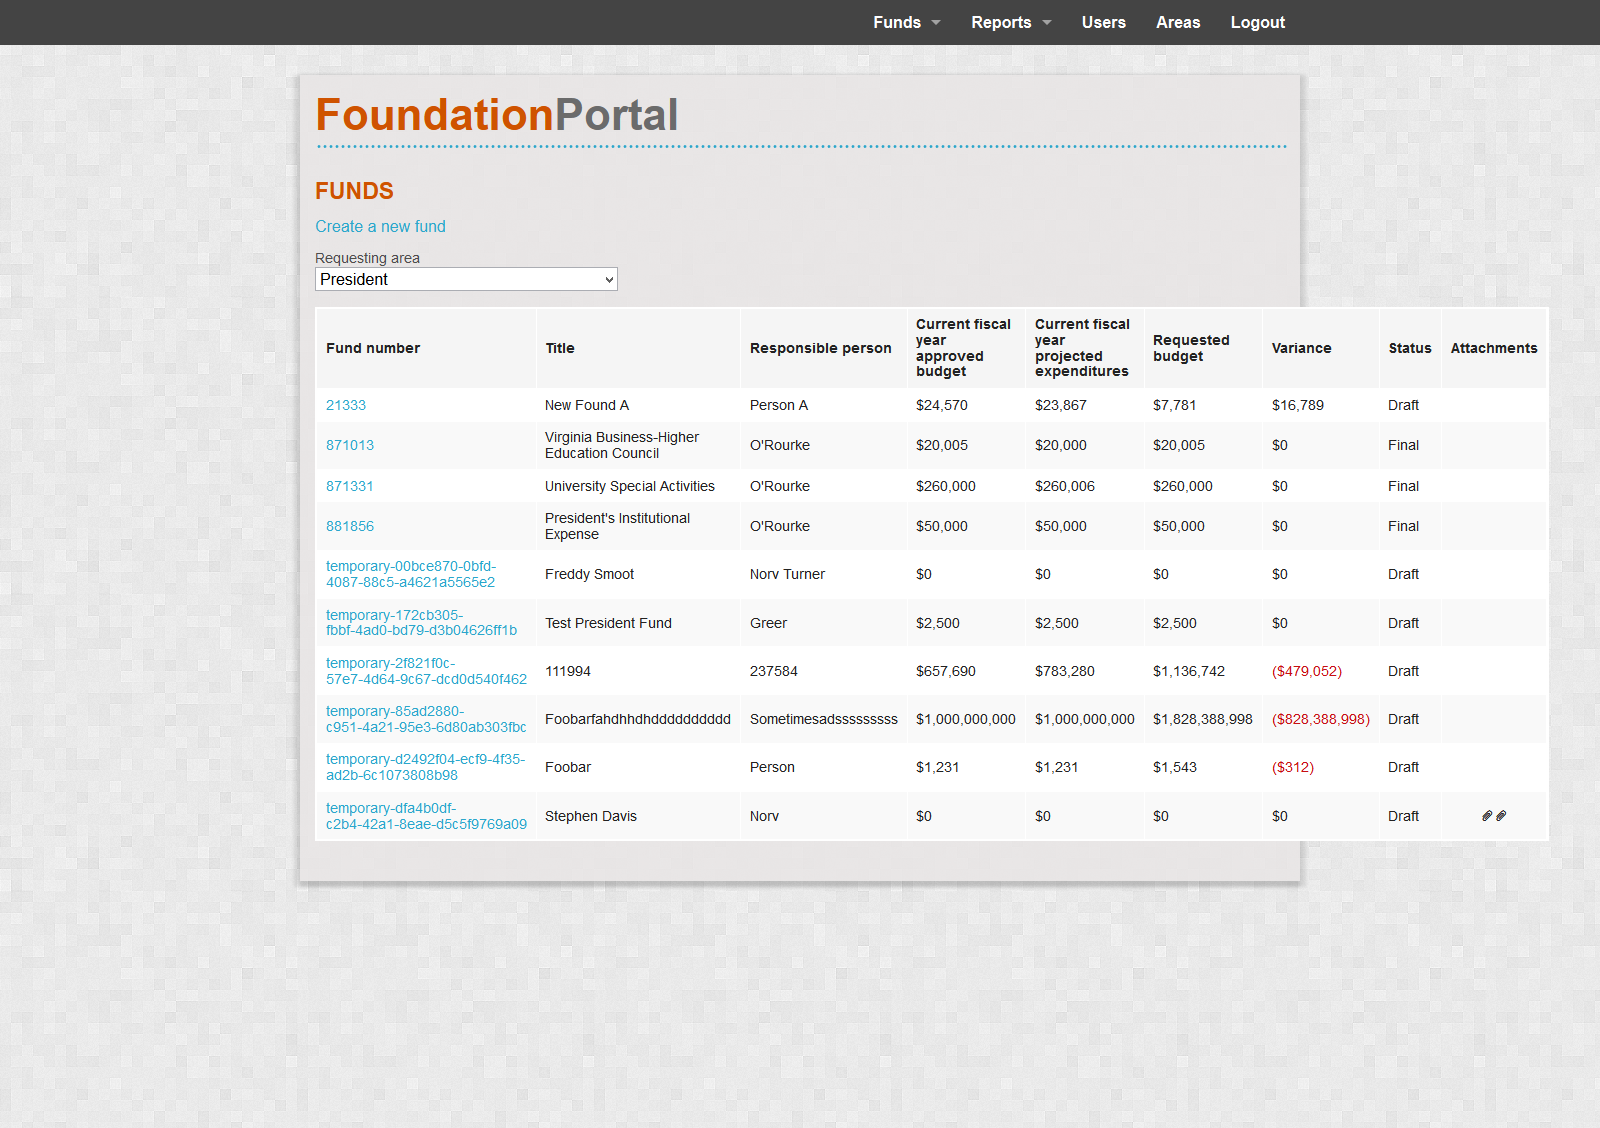 Funds Reports Users Areas Logout
FoundationPortal
FUNDS
Create a new fund
Requesting area
President
Fund number Title Responsible person Current fiscal year approved budget Current fiscal year projected expenditures Requested budget Variance Status Attachments
21333 New Found A Person A $24,570 $23,867 $7,781 $16,789 Draft
871013 Virginia Business-Higher Education Council O'Rourke $20,005 $20,000 $20,005 $0 Final
871331 University Special Activities O'Rourke $260,000 $260,006 $260,000 $0 Final
881856 President's Institutional Expense O'Rourke $50,000 $50,000 $50,000 $0 Final
temporary-00bce870-0bfd-4087-88c5-a4621a5565e2 Freddy Smoot Norv Turner $0 $0 $0 $0 Draft
temporary-172cb305-fbbf-4ad0-bd79-d3b04626ff1b Test President Fund Greer $2,500 $2,500 $2,500 $0 Draft
temporary-2f821f0c-57e7-4d64-9c67-dcd0d540f462 111994 237584 $657,690 $783,280 $1,136,742 ($479,052) Draft
temporary-85ad2880-c951-4a21-95e3-6d80ab303fbc Foobarfahdhhdhdddddddddd Sometimesadsssssssss $1,000,000,000 $1,000,000,000 $1,828,388,998 ($828,388,998) Draft
temporary-d2492f04-ecf9-4f35-ad2b-6c1073808b98 Foobar Person $1,231 $1,231 $1,543 ($312) Draft
temporary-dfa4b0df-c2b4-42a1-8eae-d5c5f9769a09 Stephen Davis Norv $0 $0 $0 $0 Draft